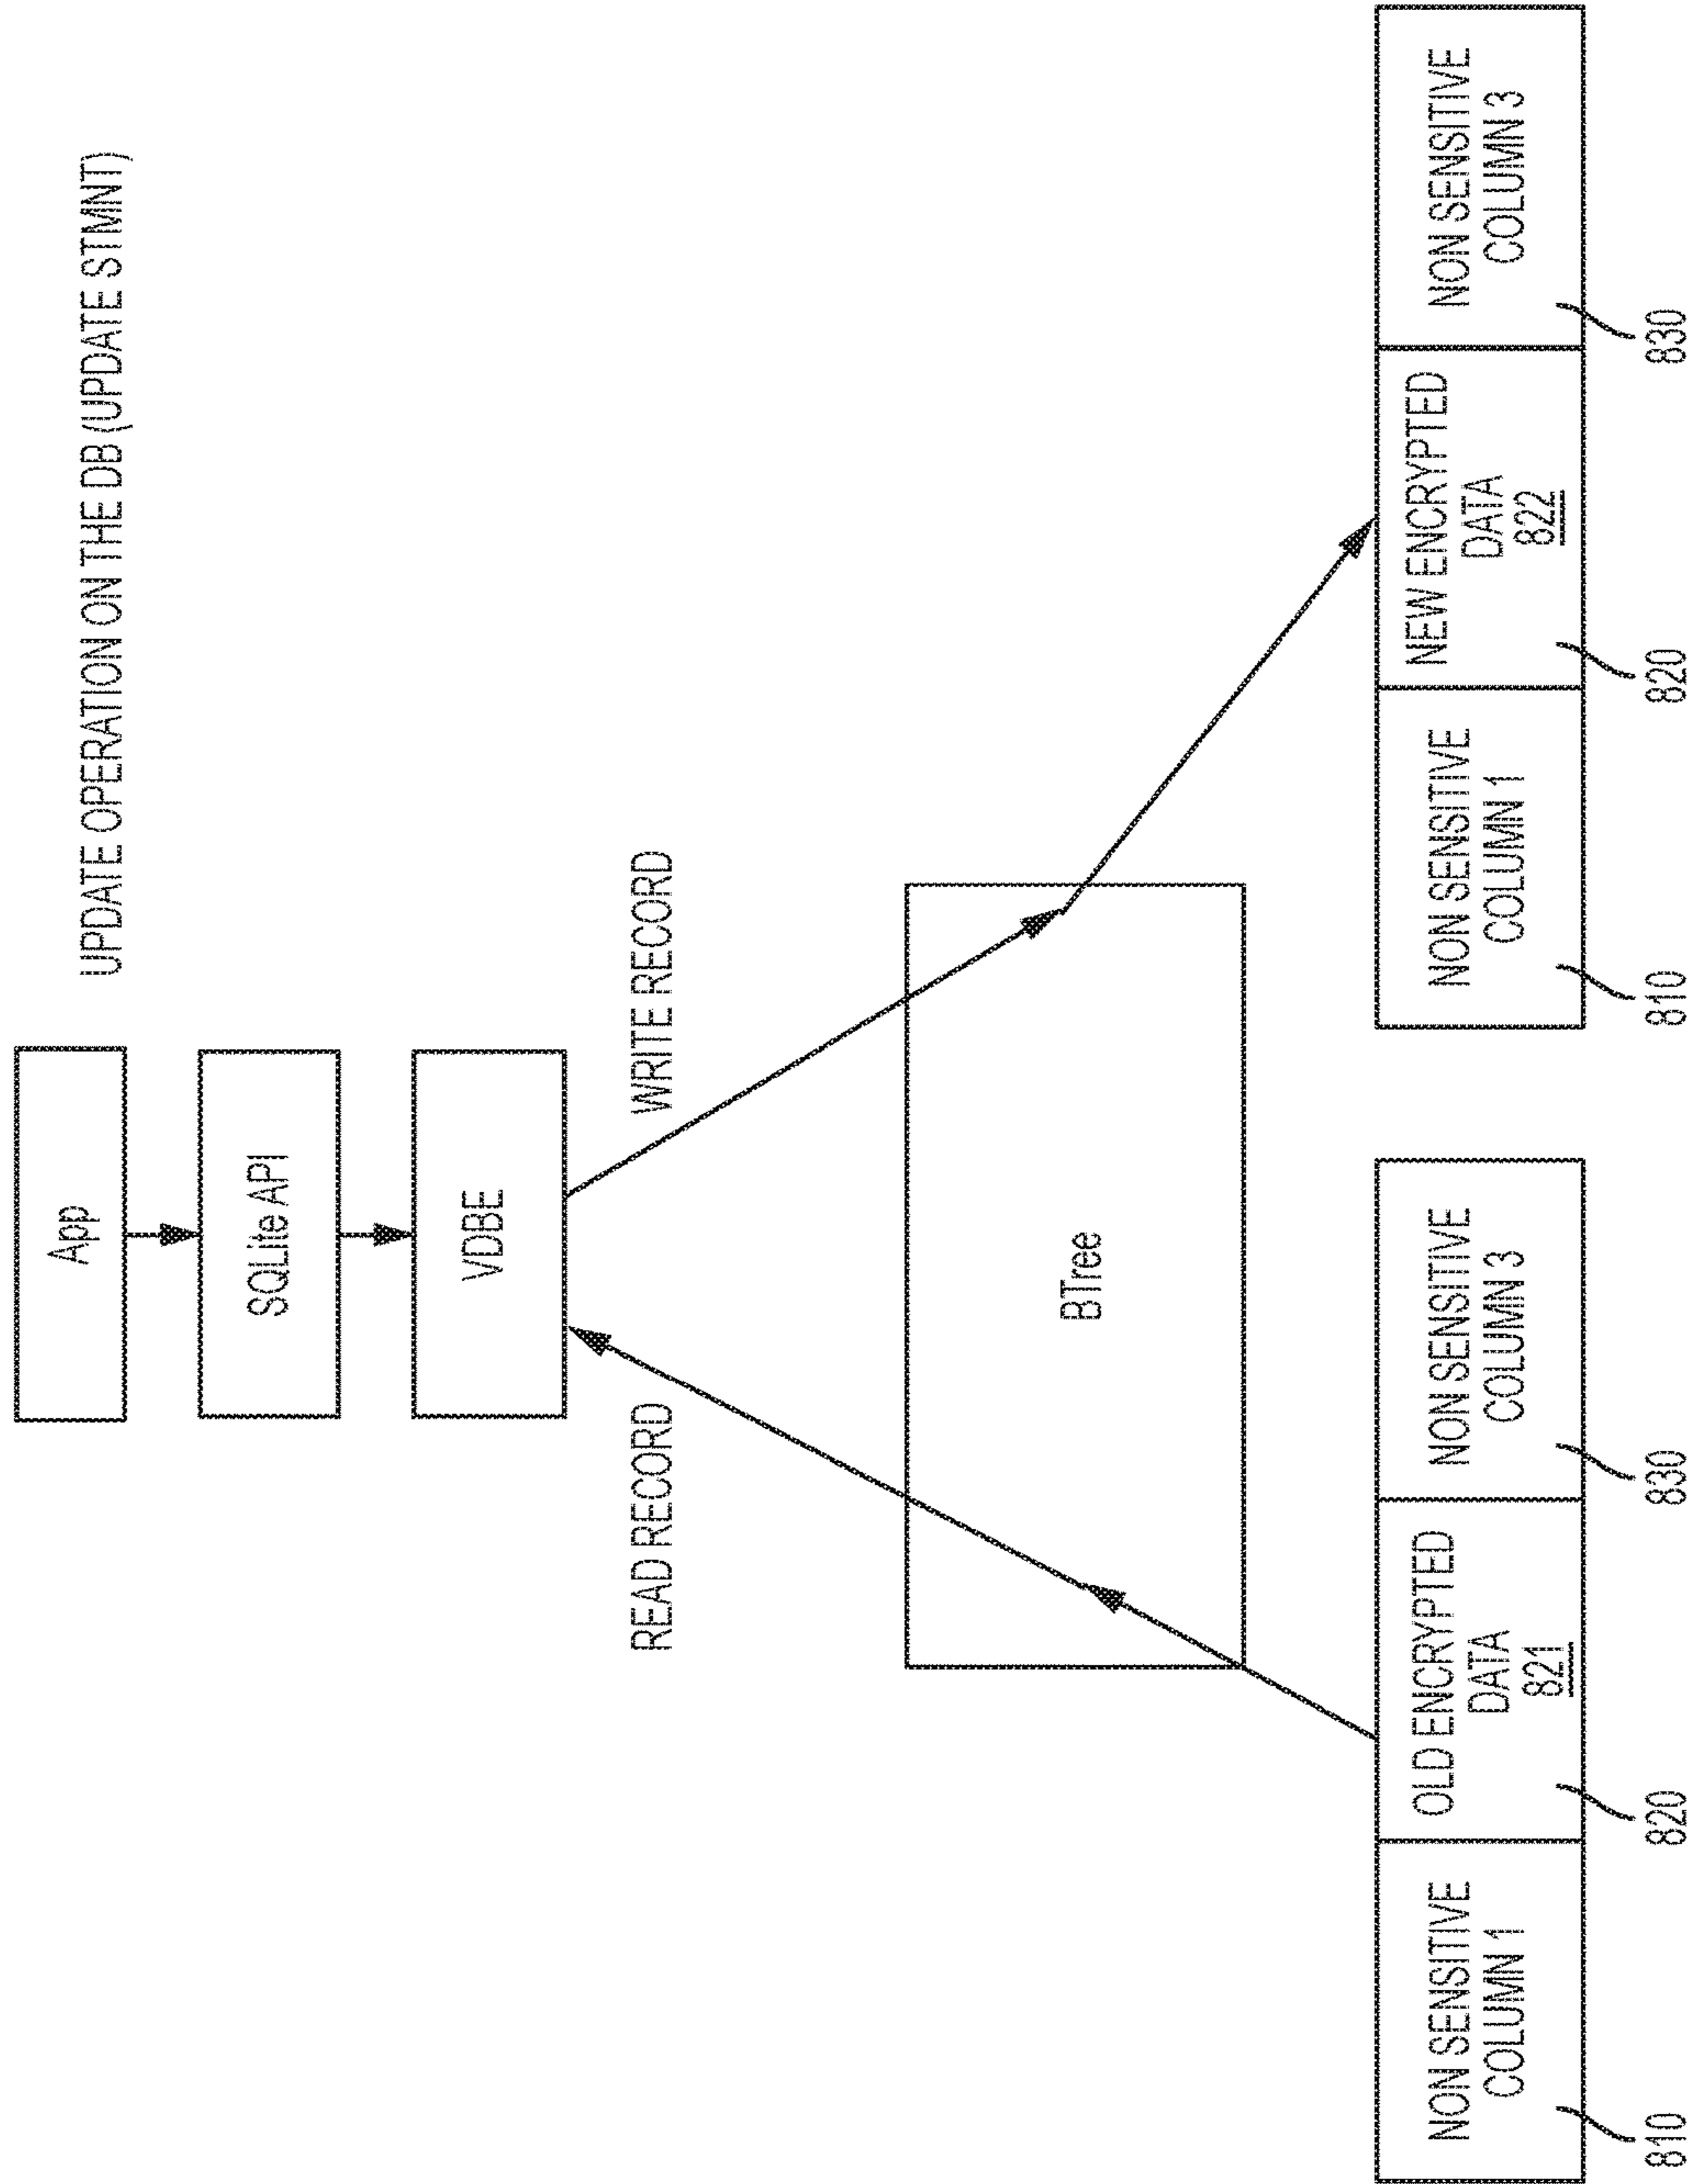 UPDATE OPERATION ON THE DB (UPDATE STMNT)
App
SQLite API
VDBE
READ RECORD
WRITE RECORD
BTree
NON SENSITIVE
COLUMN 1
OLD ENCRYPTED
DATA
821
NON SENSITIVE
COLUMN 3
810
820
830
NON SENSITIVE
COLUMN 1
NEW ENCRYPTED
DATA
822
NON SENSITIVE
COLUMN 3
810
820
830